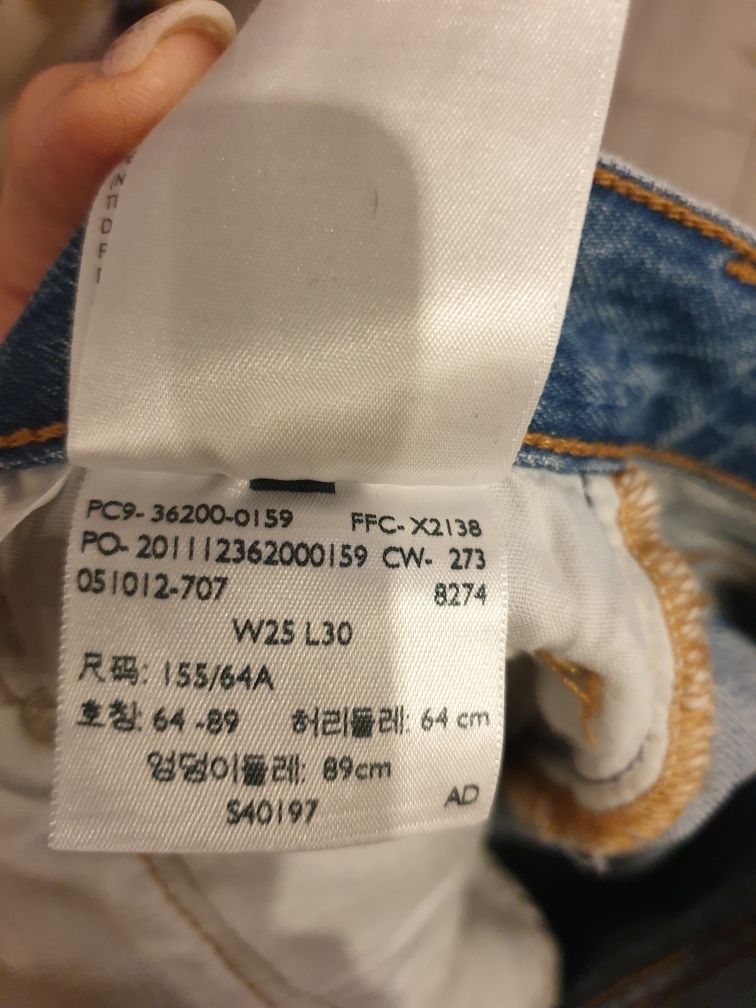 PC9- 36200-0159 FFC- X2138
PO- 201112362000159 CW- 273
051012-707 8274
W25 L30
尺码: 155/64A
호칭: 64 -89 허리둘레: 64 cm
엉덩이둘레: 89cm
S40197 AD